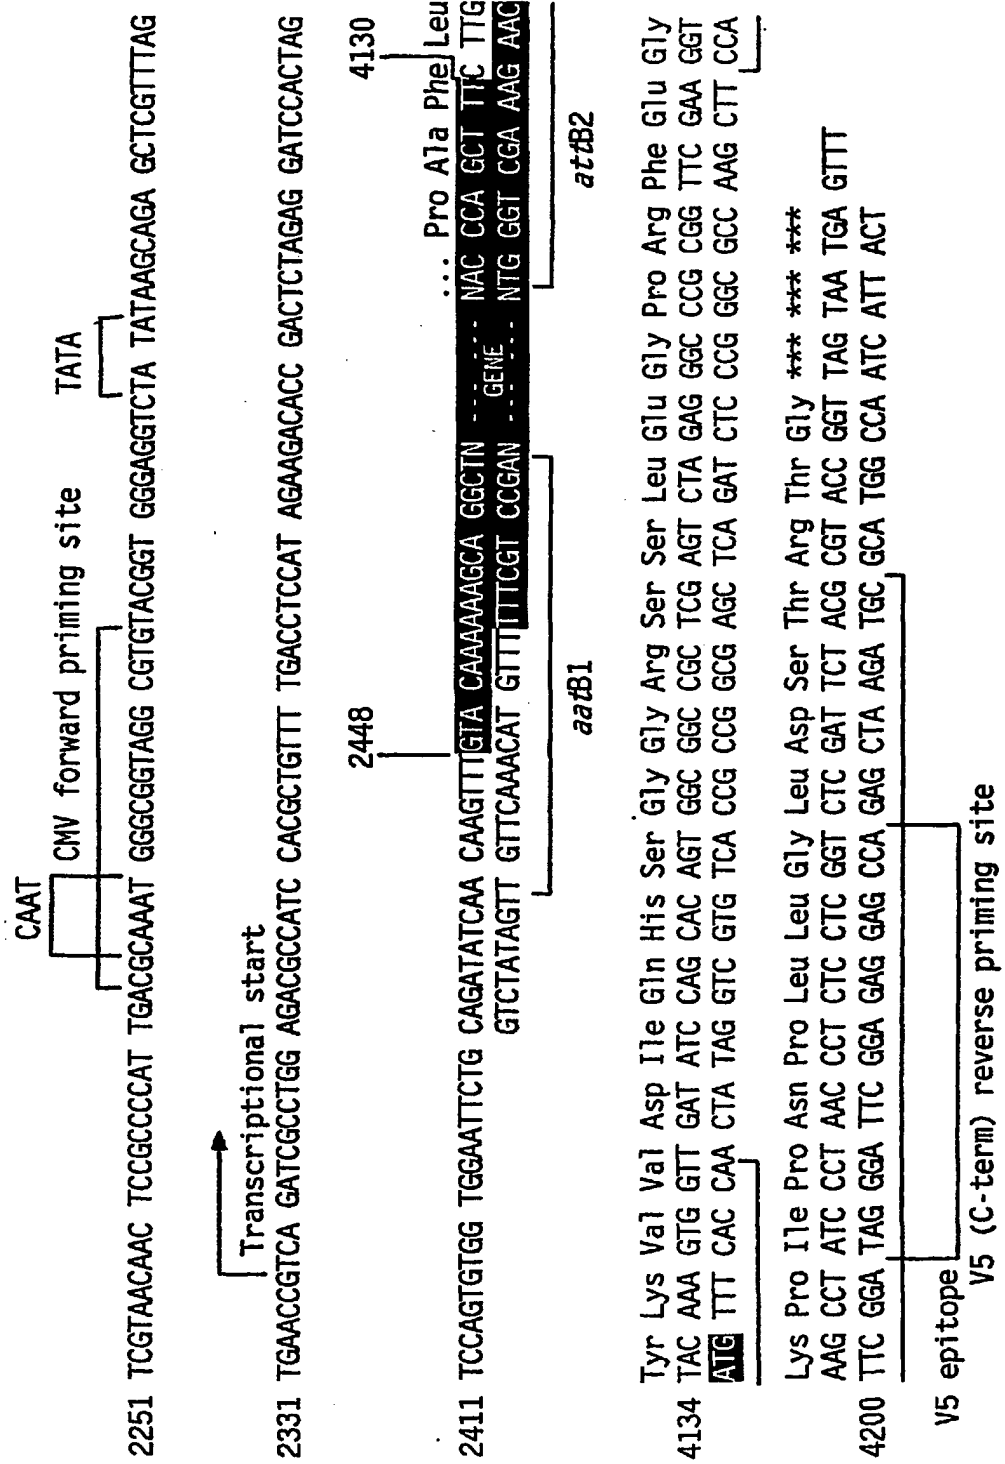 CAAT
CMV forward priming site
TATA
2251 TCGTAACAAC TCCGCCCCAT TGACGCAAAT GGGCGGTAGG CGTGTACGGT GGGAGGTCTA TATAAGCAGA GCTCGTTTAG
Transcriptional start
2331 TGAACCGTCA GATCGCCTGG AGACGCCATC CACGCTGTTT TGACCTCCAT AGAAGACACC GACTCTAGAG GATCCACTAG
2448
4130
... Pro Ala Phe Leu
2411 TCCAGTGTGG TGGAATTCTG CAGATATCAA CAAGTTTGTA CAAAAAAGCA GGCTN --- --- NAC CCA GCT TTC TTG
GENE
GTCTATAGTT GTTCAAACAT GTTTTTTCGT CCGAN --- --- NTG GGT CGA AAG AAC
aatB1
attB2
Tyr Lys Val Val Asp Ile Gln His Ser Gly Gly Arg Ser Ser Leu Glu Gly Pro Arg Phe Glu Gly
4134 TAC AAA GTG GTT GAT ATC CAG CAC AGT GGC GGC CGC TCG AGT CTA GAG GGC CCG CGG TTC GAA GGT
ATG TTT CAC CAA CTA TAG GTC GTG TCA CCG CCG GCG AGC TCA GAT CTC CCG GGC GCC AAG CTT CCA
Lys Pro Ile Pro Asn Pro Leu Leu Gly Leu Asp Ser Thr Arg Thr Gly *** *** ***
AAG CCT ATC CCT AAC CCT CTC CTC GGT CTC GAT TCT ACG CGT ACC GGT TAG TAA TGA GTTT
4200 TTC GGA TAG GGA TTC GGA GAG GAG CCA GAG CTA AGA TGC GCA TGG CCA ATC ATT ACT
V5 epitope
V5 (C-term) reverse priming site